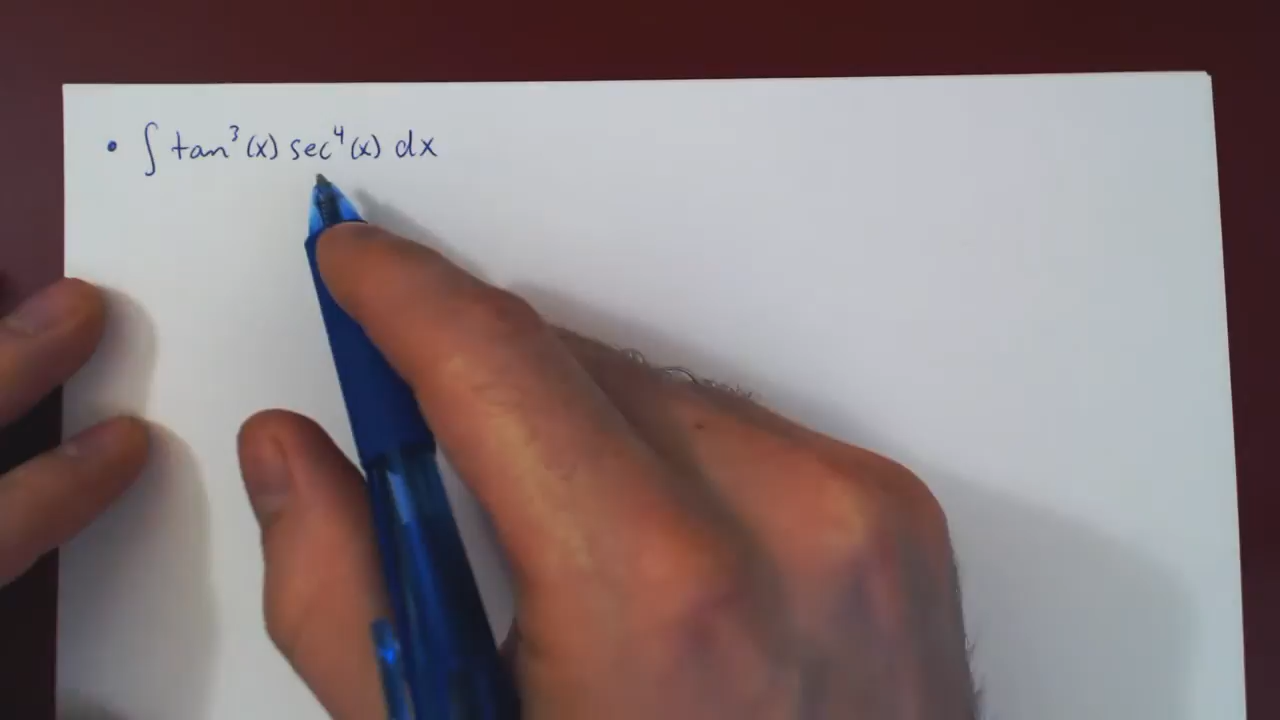 • ∫ tan³(x) sec⁴(x) dx